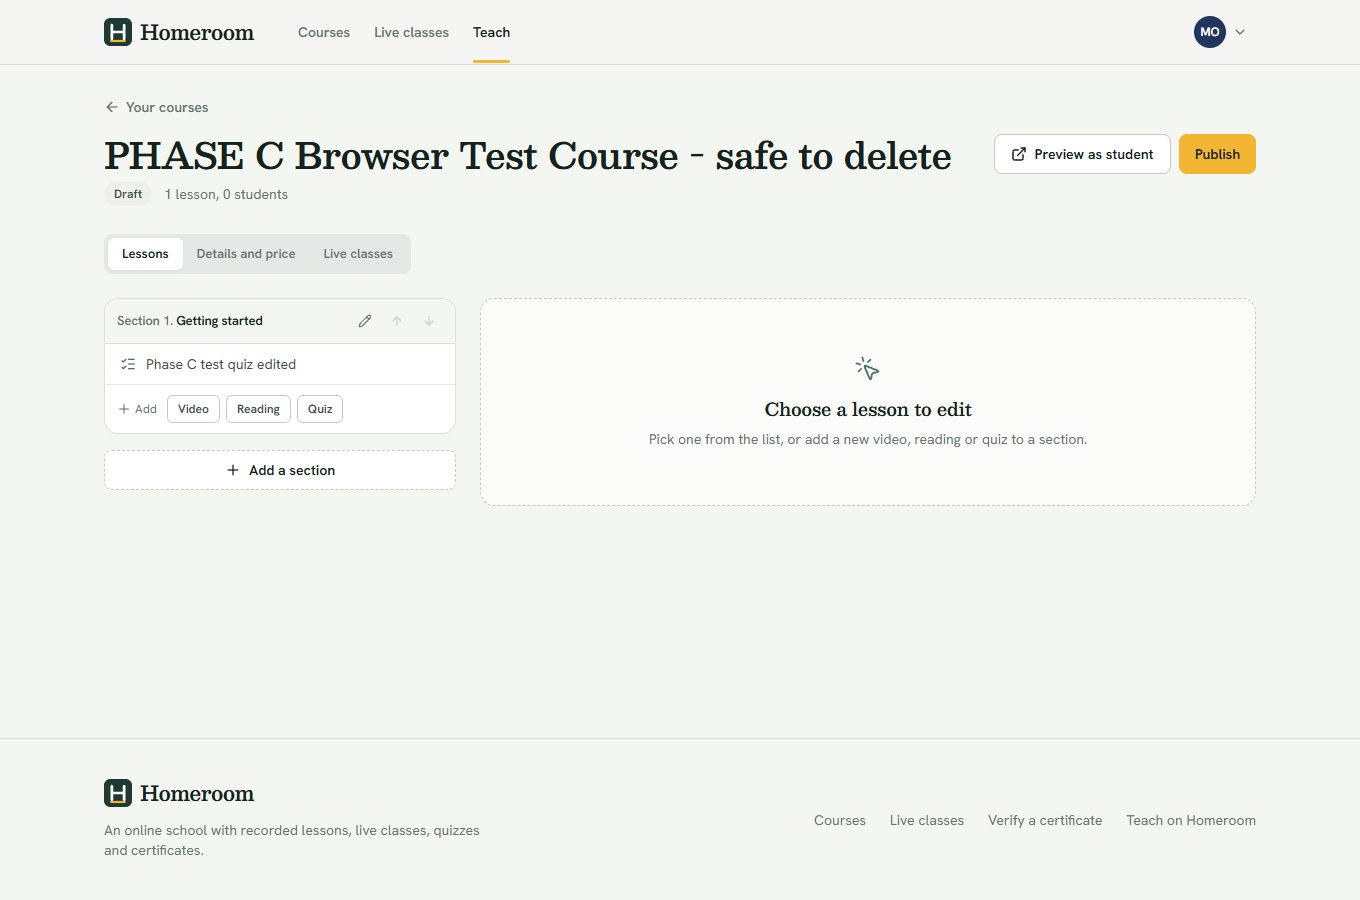 Homeroom
Courses
Live classes
Teach
MO
Your courses
PHASE C Browser Test Course - safe to delete
Preview as student
Publish
Draft
1 lesson, 0 students
Lessons
Details and price
Live classes
Section 1. Getting started
Phase C test quiz edited
Add
Video
Reading
Quiz
Add a section
Choose a lesson to edit
Pick one from the list, or add a new video, reading or quiz to a section.
Homeroom
An online school with recorded lessons, live classes, quizzes
and certificates.
Courses
Live classes
Verify a certificate
Teach on Homeroom